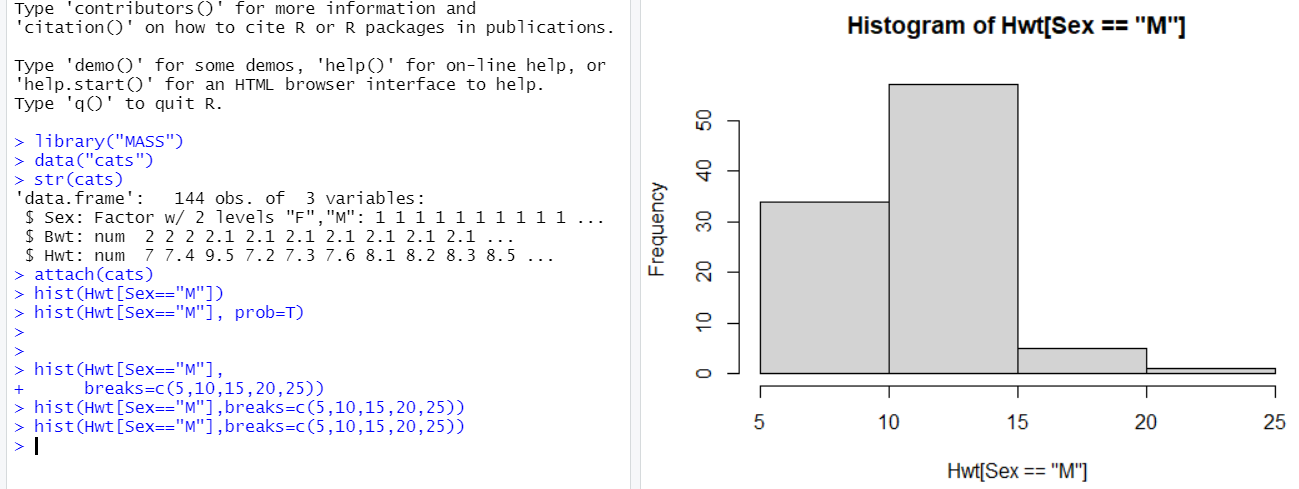 Type 'contributors()' for more information and
'citation()' on how to cite R or R packages in publications.
Type 'demo()' for some demos, 'help()' for on-line help, or
'help.start()' for an HTML browser interface to help.
Type 'q()' to quit R.
> library("MASS")
> data("cats")
> str(cats)
'data.frame':   144 obs. of  3 variables:
 $ Sex: Factor w/ 2 levels "F","M": 1 1 1 1 1 1 1 1 1 1 ...
 $ Bwt: num  2 2 2 2.1 2.1 2.1 2.1 2.1 2.1 2.1 ...
 $ Hwt: num  7 7.4 9.5 7.2 7.3 7.6 8.1 8.2 8.3 8.5 ...
> attach(cats)
> hist(Hwt[Sex=="M"])
> hist(Hwt[Sex=="M"], prob=T)
>
>
> hist(Hwt[Sex=="M"],
+      breaks=c(5,10,15,20,25))
> hist(Hwt[Sex=="M"],breaks=c(5,10,15,20,25))
> hist(Hwt[Sex=="M"],breaks=c(5,10,15,20,25))
>
Histogram of Hwt[Sex == "M"]
Frequency
50
40
30
20
10
0
5 10 15 20 25
Hwt[Sex == "M"]